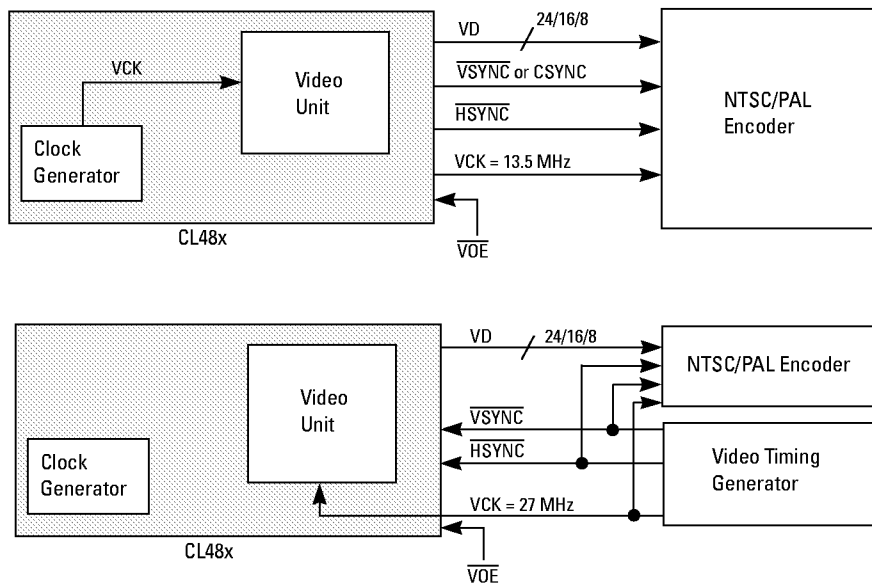 VD 24/16/8
VCK
Video
Unit
VSYNC or CSYNC
HSYNC
NTSC/PAL
Encoder
Clock
Generator
VCK = 13.5 MHz
CL48x
VOE
VD 24/16/8
NTSC/PAL Encoder
Video
Unit
VSYNC
HSYNC
Clock
Generator
Video Timing
Generator
VCK = 27 MHz
CL48x
VOE